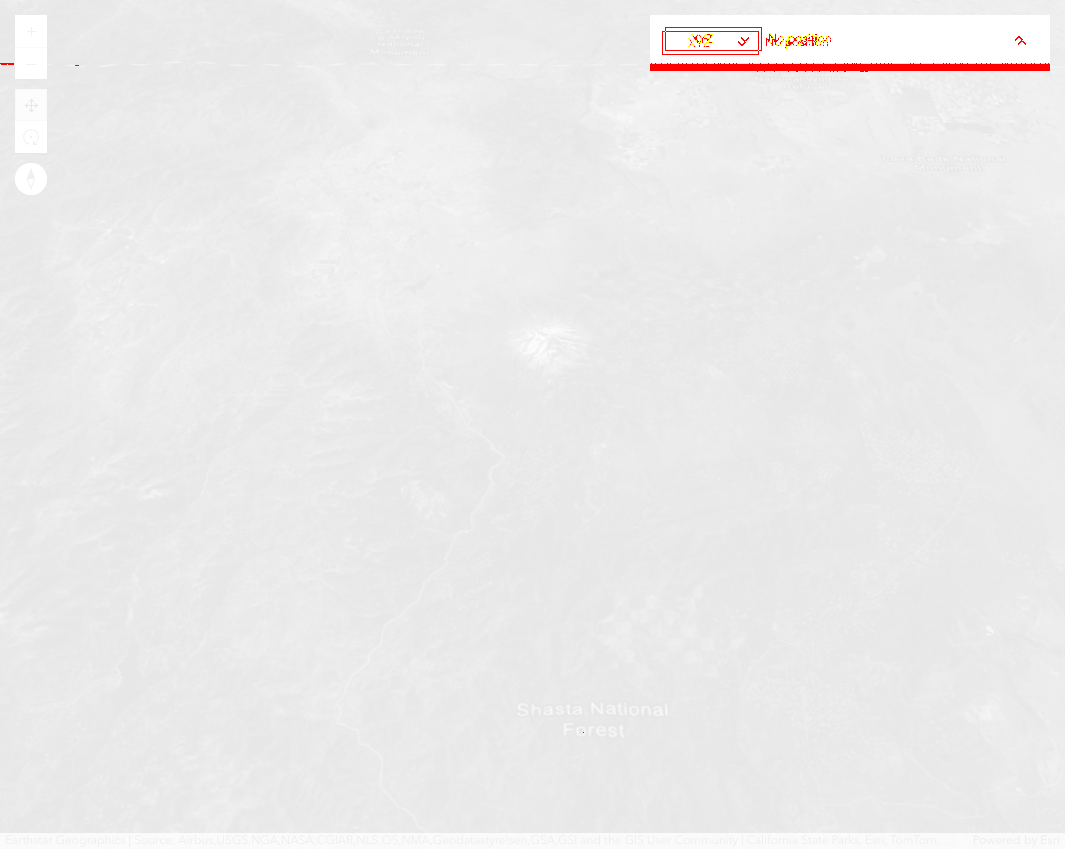 XYZ No position
Shasta National
Forest
Earthstar Geographics | Source: Airbus,USGS,NGA,NASA,CGIAR,NLS,OS,NMA,Geodatastyrelsen,GSA,GSI and the GIS User Community | California State Parks, Esri, TomTom, Powered by Esri